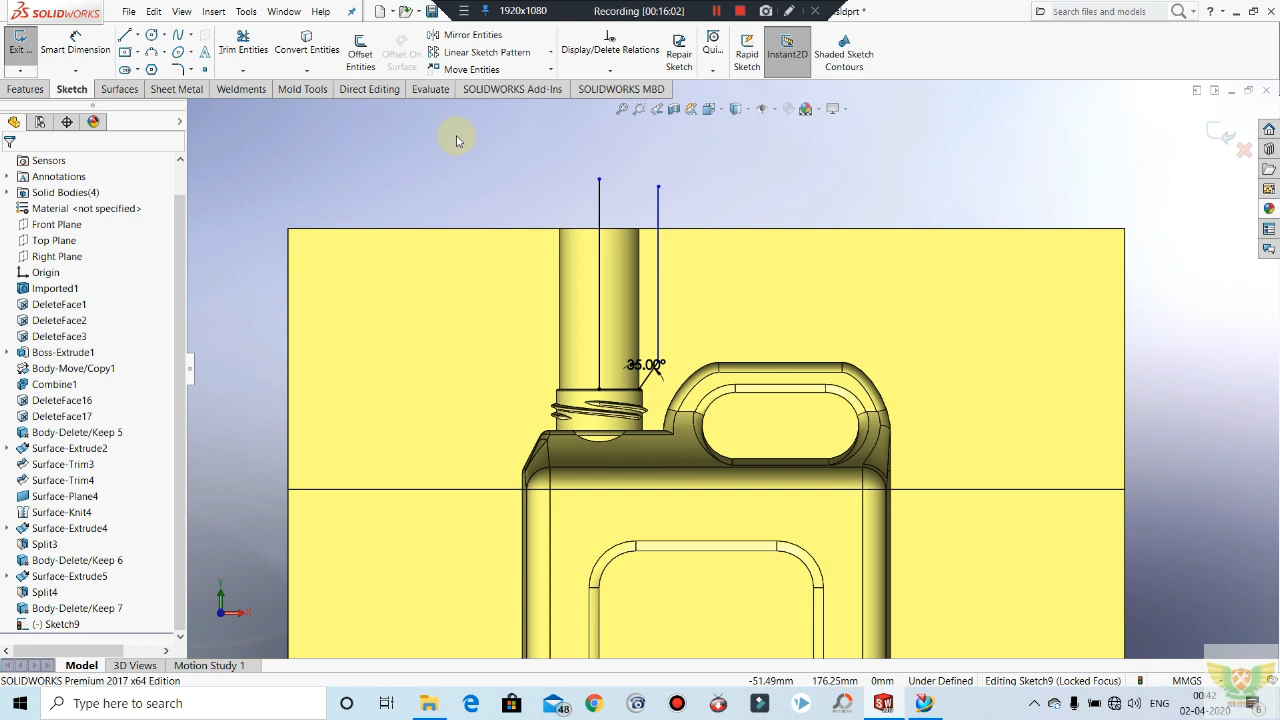 SOLIDWORKS
File Edit View Insert Tools Window Help
1920x1080
Recording [00:16:02]
sldprt *
Search files and models
Exit ...
Smart Dimension
Trim Entities
Convert Entities
Offset Entities
Offset On Surface
Mirror Entities
Linear Sketch Pattern
Move Entities
Display/Delete Relations
Repair Sketch
Qui...
Rapid Sketch
Instant2D
Shaded Sketch Contours
Features Sketch Surfaces Sheet Metal Weldments Mold Tools Direct Editing Evaluate SOLIDWORKS Add-Ins SOLIDWORKS MBD
Sensors
Annotations
Solid Bodies(4)
Material <not specified>
Front Plane
Top Plane
Right Plane
Origin
Imported1
DeleteFace1
DeleteFace2
DeleteFace3
Boss-Extrude1
Body-Move/Copy1
Combine1
DeleteFace16
DeleteFace17
Body-Delete/Keep 5
Surface-Extrude2
Surface-Trim3
Surface-Trim4
Surface-Plane4
Surface-Knit4
Surface-Extrude4
Split3
Body-Delete/Keep 6
Surface-Extrude5
Split4
Body-Delete/Keep 7
(-) Sketch9
35.00°
Y
X
Model 3D Views Motion Study 1
SOLIDWORKS Premium 2017 x64 Edition
-51.49mm 176.25mm 0mm Under Defined Editing Sketch9 (Locked Focus) MMGS
Type here to search
48
SW
2017
ENG
00:42
02-04-2020
6